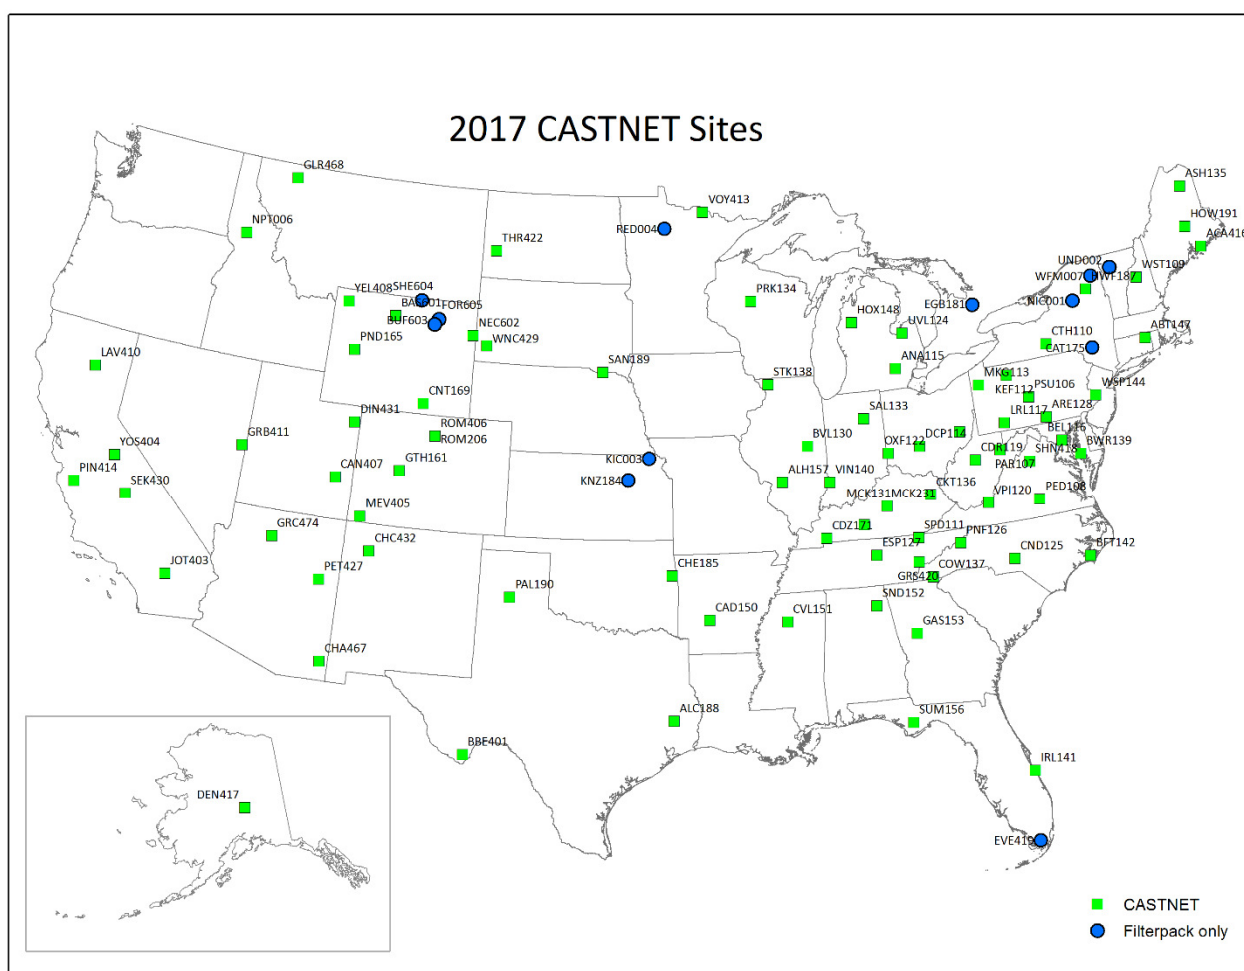 2017 CASTNET Sites
GLR468
ASH135
VOY413
HOW191
NPT006
RED004
ACA416
THR422
UND002
WST109
WFM007
HWF187
YEL408
SHE604
PRK134
BAS601
FOR605
EGB181
NIC001
HOX148
BUF603
NEC602
UVL124
PND165
WNC429
CTH110
ABT147
CAT175
LAV410
SAN189
ANA115
STK138
MKG113
PSU106
WSP144
CNT169
KEF112
DIN431
SAL133
LRL117
ARE128
ROM406
GRB411
ROM206
BVL130
OXF122
DCP114
BEL116
YOS404
CDR119
SHN418
BWR139
PIN414
CAN407
GTH161
KIC003
PAR107
SEK430
KNZ184
ALH157
VIN140
CKT136
MCK131
MCK231
VPI120
PED108
MEV405
CDZ171
SPD111
PNF126
GRC474
CHC432
ESP127
CND125
BFT142
JOT403
PET427
CHE185
COW137
GRS420
PAL190
CAD150
CVL151
SND152
GAS153
CHA467
ALC188
SUM156
BBE401
IRL141
DEN417
EVE419
CASTNET
Filterpack only